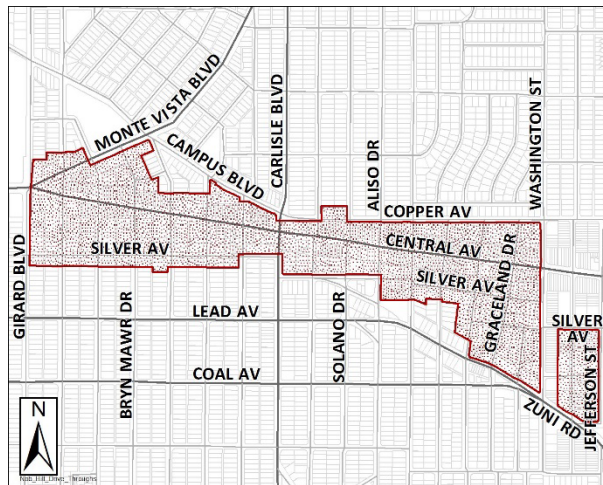 MONTE VISTA BLVD
CAMPUS BLVD
CARLISLE BLVD
ALISO DR
WASHINGTON ST
COPPER AV
CENTRAL AV
SILVER AV
SILVER AV
GRACELAND DR
SILVER
AV
GIRARD BLVD
BRYN MAWR DR
LEAD AV
SOLANO DR
COAL AV
ZUNI RD
JEFFERSON ST
N
Nob_Hill_Drive_Throughs